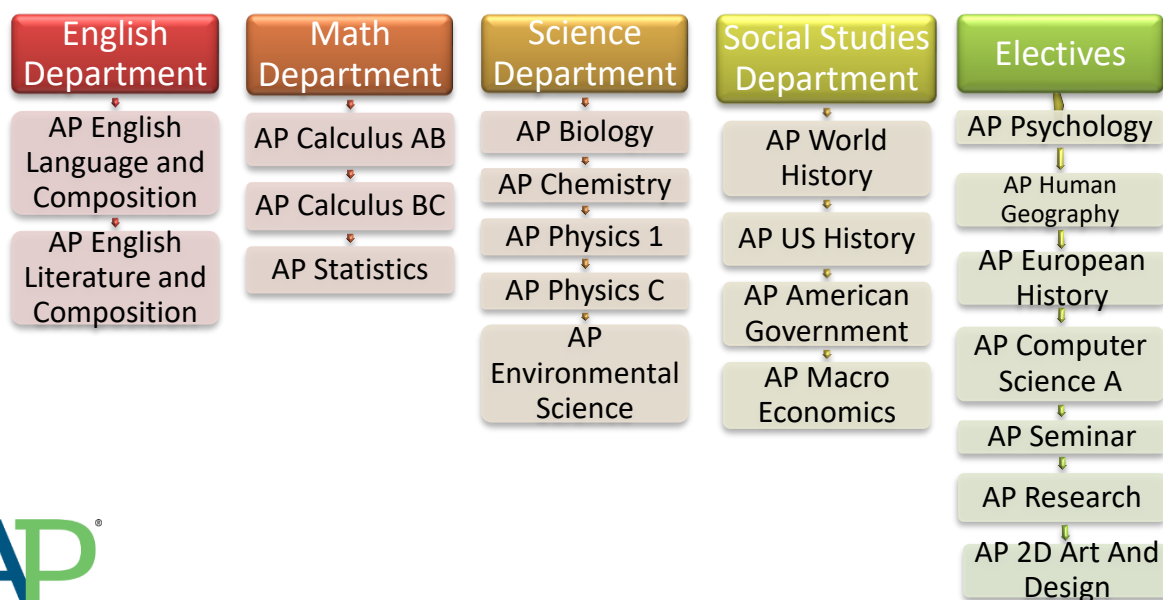 English
Department
AP English
Language and
Composition
AP English
Literature and
Composition
Math
Department
AP Calculus AB
AP Calculus BC
AP Statistics
Science
Department
AP Biology
AP Chemistry
AP Physics 1
AP Physics C
AP
Environmental
Science
Social Studies
Department
AP World
History
AP US History
AP American
Government
AP Macro
Economics
Electives
AP Psychology
AP Human
Geography
AP European
History
AP Computer
Science A
AP Seminar
AP Research
AP 2D Art And
Design
AP®